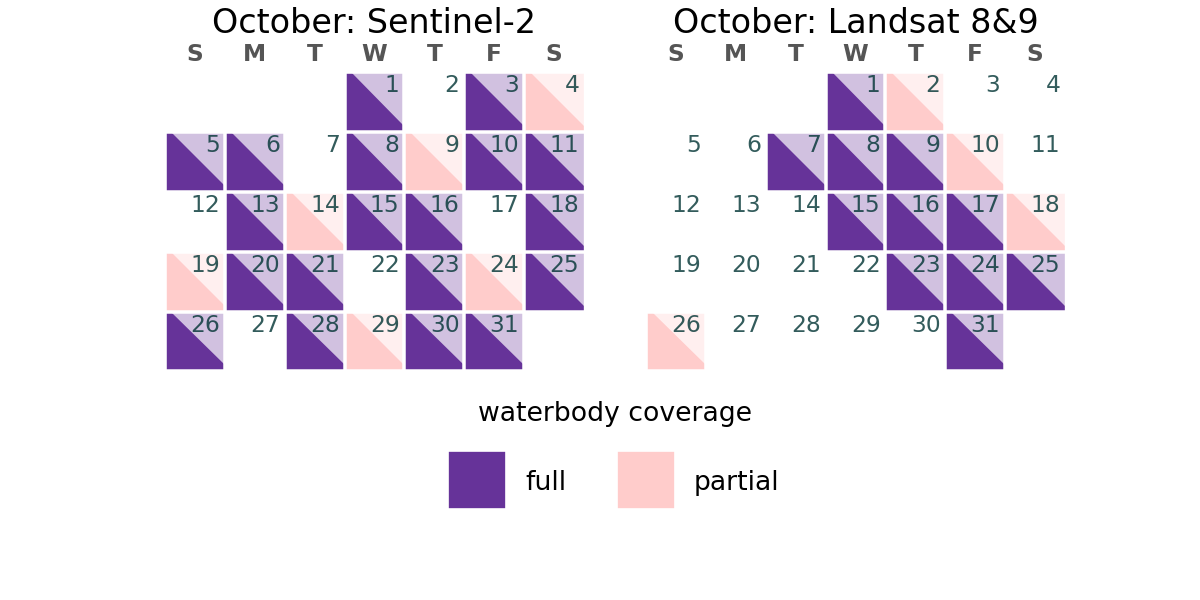 October: Sentinel-2
S M T W T F S
1 2 3 4
5 6 7 8 9 10 11
12 13 14 15 16 17 18
19 20 21 22 23 24 25
26 27 28 29 30 31
October: Landsat 8&9
S M T W T F S
1 2 3 4
5 6 7 8 9 10 11
12 13 14 15 16 17 18
19 20 21 22 23 24 25
26 27 28 29 30 31
waterbody coverage
full partial